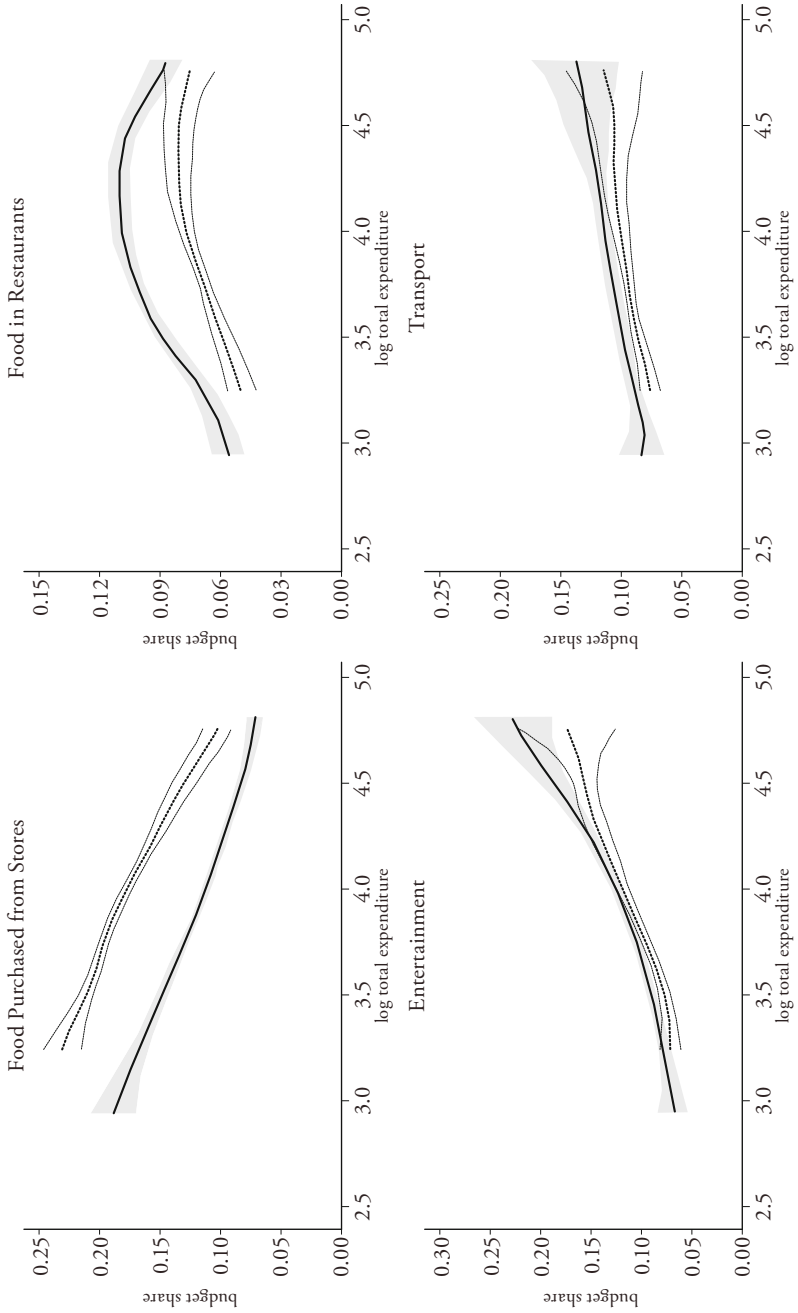 Food Purchased from Stores
budget share
0.25
0.20
0.15
0.10
0.05
0.00
2.5 3.0 3.5 4.0 4.5 5.0
log total expenditure
Food in Restaurants
budget share
0.15
0.12
0.09
0.06
0.03
0.00
2.5 3.0 3.5 4.0 4.5 5.0
log total expenditure
Entertainment
budget share
0.30
0.25
0.20
0.15
0.10
0.05
0.00
2.5 3.0 3.5 4.0 4.5 5.0
log total expenditure
Transport
budget share
0.25
0.20
0.15
0.10
0.05
0.00
2.5 3.0 3.5 4.0 4.5 5.0
log total expenditure